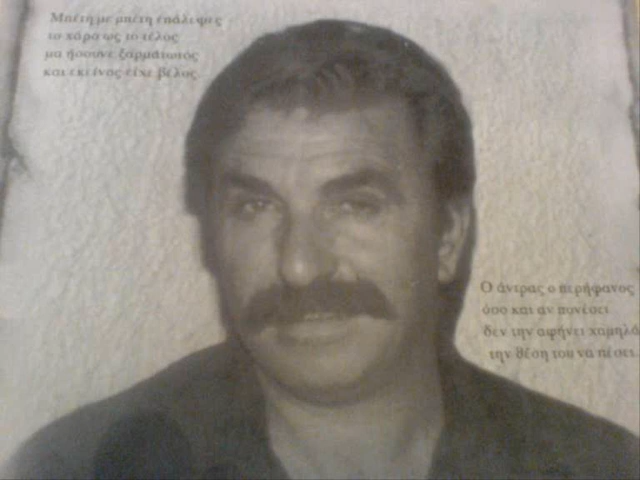 Μπέτη με μπέτη επάλεψες
το χάρο ως το τέλος
μα ήσουνε ξαρμάτωτος
και εκείνος είχε βέλος
Ο άντρας ο περήφανος
όσο και αν πονέσει
δεν την αφήνει χαμηλά
την θέση του να πέσει